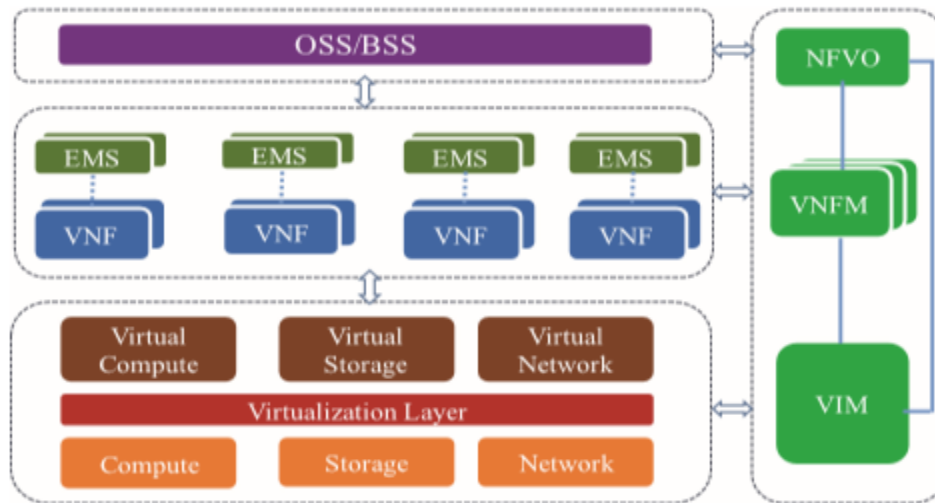 OSS/BSS
NFVO
EMS
EMS
EMS
EMS
VNFM
VNF
VNF
VNF
VNF
Virtual
Compute
Virtual
Storage
Virtual
Network
Virtualization Layer
VIM
Compute
Storage
Network